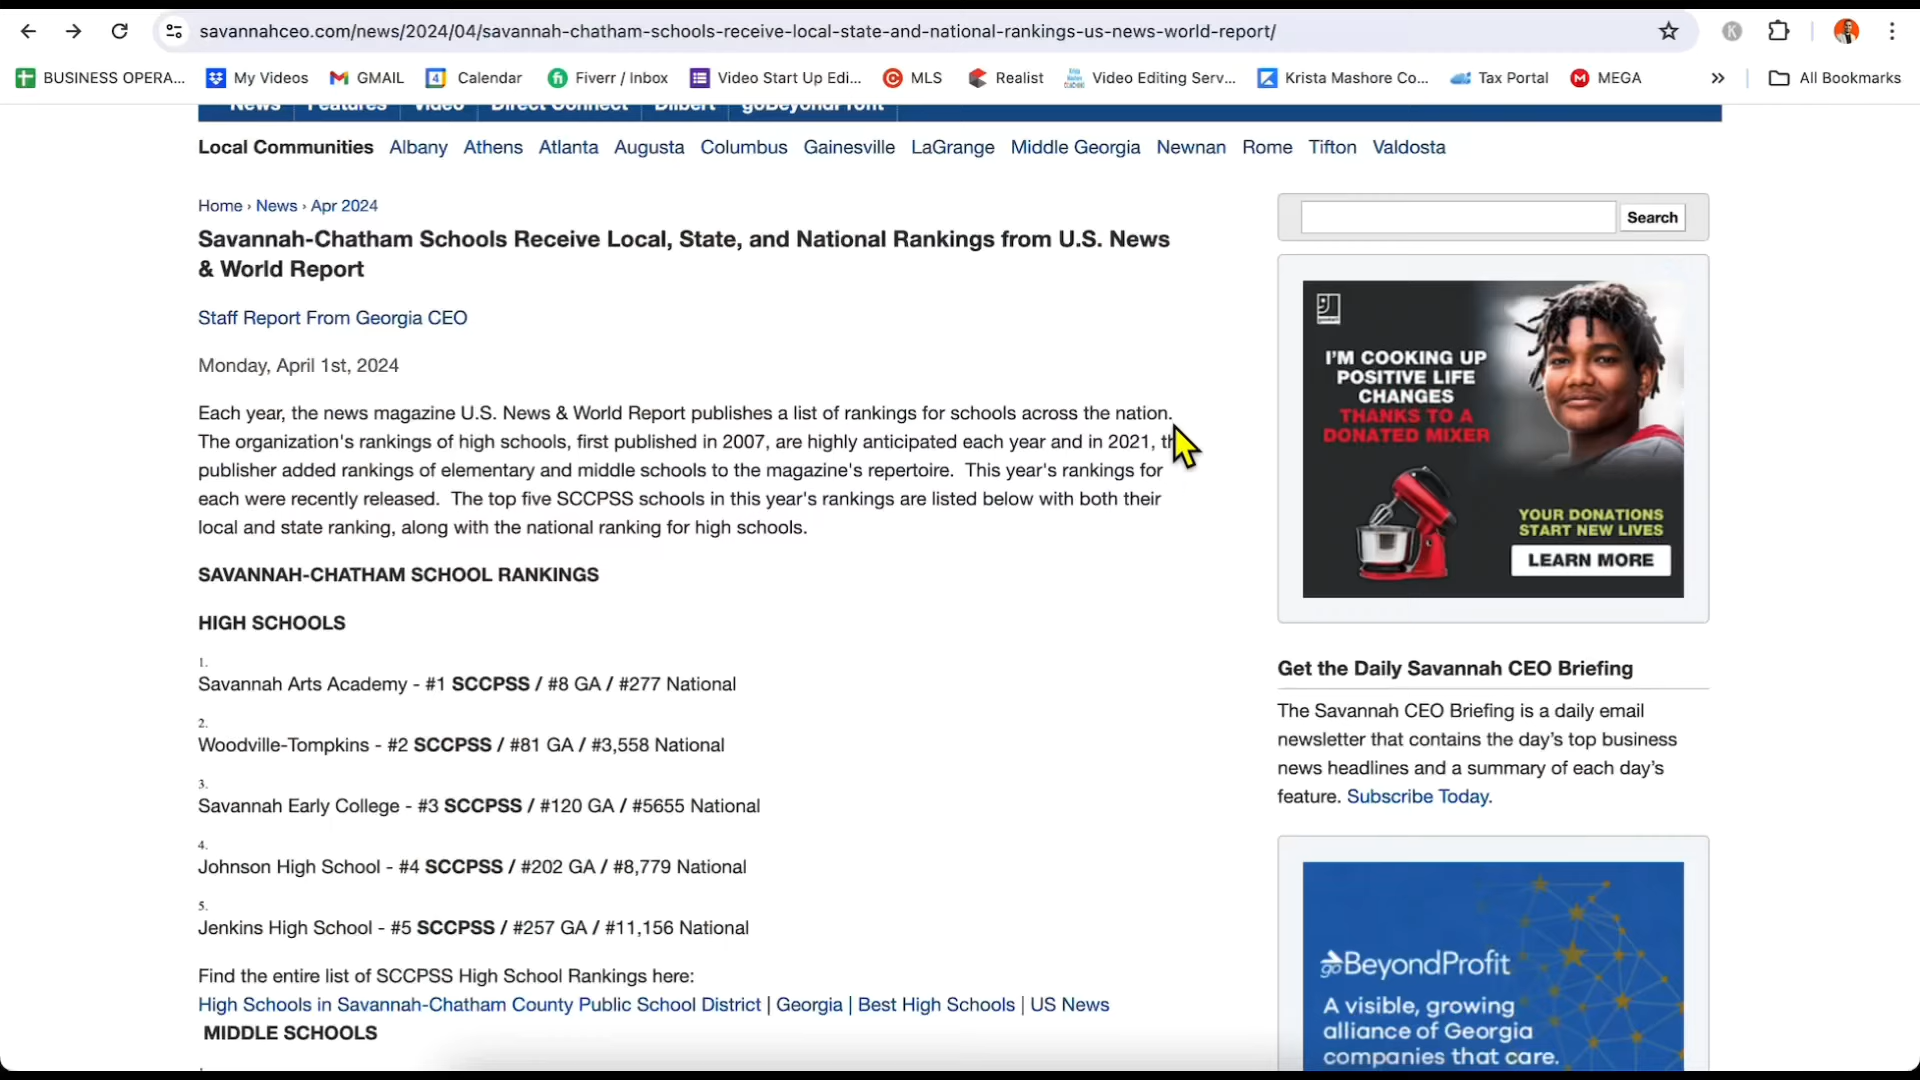 savannahceo.com/news/2024/04/savannah-chatham-schools-receive-local-state-and-national-rankings-us-news-world-report/
K
BUSINESS OPERA... My Videos GMAIL 4 Calendar Fiverr / Inbox Video Start Up Edi... MLS Realist Video Editing Serv... Krista Mashore Co... Tax Portal MEGA » All Bookmarks
News Features Video Direct Connect Dilbert goBeyondProfit
Local Communities Albany Athens Atlanta Augusta Columbus Gainesville LaGrange Middle Georgia Newnan Rome Tifton Valdosta
Home › News › Apr 2024
Savannah-Chatham Schools Receive Local, State, and National Rankings from U.S. News
& World Report
Staff Report From Georgia CEO
Monday, April 1st, 2024
Each year, the news magazine U.S. News & World Report publishes a list of rankings for schools across the nation.
The organization's rankings of high schools, first published in 2007, are highly anticipated each year and in 2021, th
publisher added rankings of elementary and middle schools to the magazine's repertoire. This year's rankings for
each were recently released. The top five SCCPSS schools in this year's rankings are listed below with both their
local and state ranking, along with the national ranking for high schools.
SAVANNAH-CHATHAM SCHOOL RANKINGS
HIGH SCHOOLS
1.
Savannah Arts Academy - #1 SCCPSS / #8 GA / #277 National
2.
Woodville-Tompkins - #2 SCCPSS / #81 GA / #3,558 National
3.
Savannah Early College - #3 SCCPSS / #120 GA / #5655 National
4.
Johnson High School - #4 SCCPSS / #202 GA / #8,779 National
5.
Jenkins High School - #5 SCCPSS / #257 GA / #11,156 National
Find the entire list of SCCPSS High School Rankings here:
High Schools in Savannah-Chatham County Public School District | Georgia | Best High Schools | US News
MIDDLE SCHOOLS
Search
I'M COOKING UP
POSITIVE LIFE
CHANGES
THANKS TO A
DONATED MIXER
YOUR DONATIONS
START NEW LIVES
LEARN MORE
Get the Daily Savannah CEO Briefing
The Savannah CEO Briefing is a daily email
newsletter that contains the day's top business
news headlines and a summary of each day's
feature. Subscribe Today.
goBeyondProfit
A visible, growing
alliance of Georgia
companies that care.